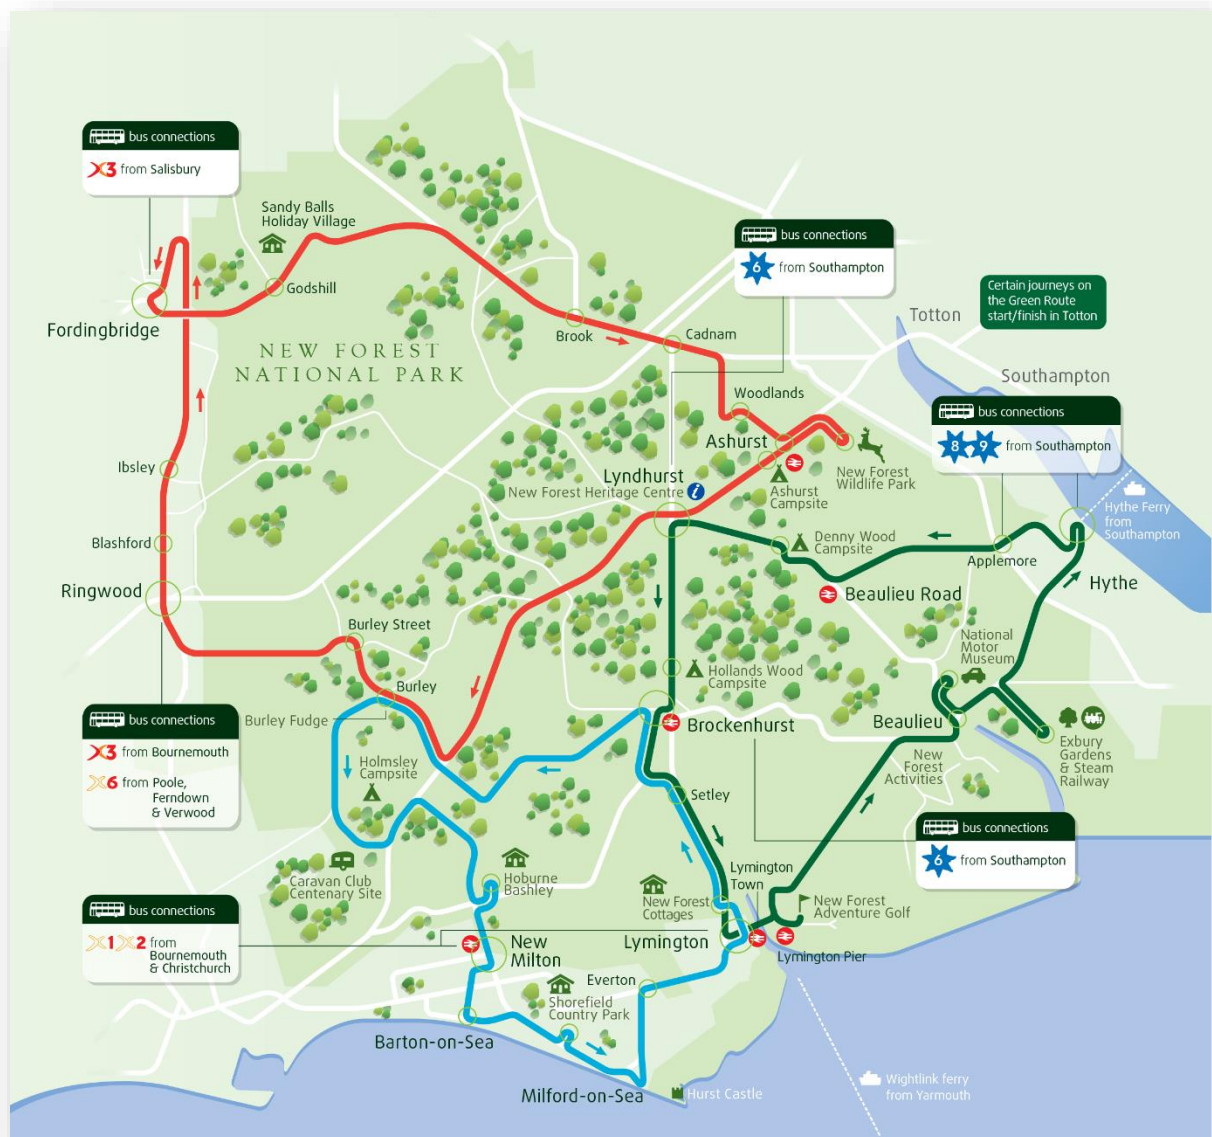 bus connections
X3 from Salisbury
Sandy Balls
Holiday Village
Godshill
Fordingbridge
NEW FOREST
NATIONAL PARK
bus connections
6 from Southampton
Certain journeys on
the Green Route
start/finish in Totton
Totton
Southampton
Brook
Cadnam
Woodlands
bus connections
8 9 from Southampton
Ashurst
Ibsley
Lyndhurst
New Forest Heritage Centre i
Ashurst
Campsite
New Forest
Wildlife Park
Hythe Ferry
from
Southampton
Blashford
Denny Wood
Campsite
Applemore
Hythe
Ringwood
Beaulieu Road
Burley Street
National
Motor
Museum
Hollands Wood
Campsite
Burley
Burley Fudge
Brockenhurst
Beaulieu
bus connections
X3 from Bournemouth
X6 from Poole,
Ferndown
& Verwood
Holmsley
Campsite
New
Forest
Activities
Exbury
Gardens
& Steam
Railway
Setley
bus connections
6 from Southampton
Caravan Club
Centenary Site
Hoburne
Bashley
Lymington
Town
New Forest
Cottages
New Forest
Adventure Golf
bus connections
X1 X2 from
Bournemouth
& Christchurch
New
Milton
Lymington
Lymington Pier
Everton
Shorefield
Country Park
Barton-on-Sea
Milford-on-Sea
Hurst Castle
Wightlink ferry
from Yarmouth